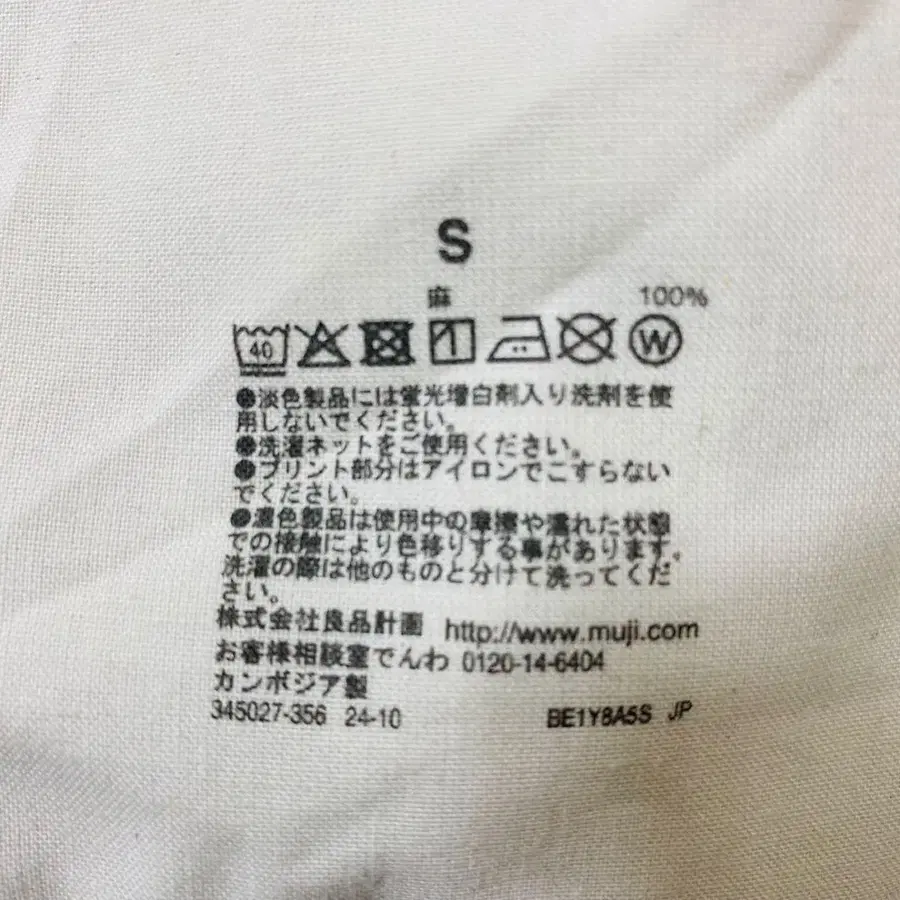 S
麻 100%
40 W
●淡色製品には蛍光増白剤入り洗剤を使
用しないでください。
●洗濯ネットをご使用ください。
●プリント部分はアイロンでこすらない
でください。
●濃色製品は使用中の摩擦や濡れた状態
での接触により色移りする事があります。
洗濯の際は他のものと分けて洗ってくだ
さい。
株式会社良品計画 http://www.muji.com
お客様相談室でんわ 0120-14-6404
カンボジア製
345027-356 24-10 BE1Y8A5S JP